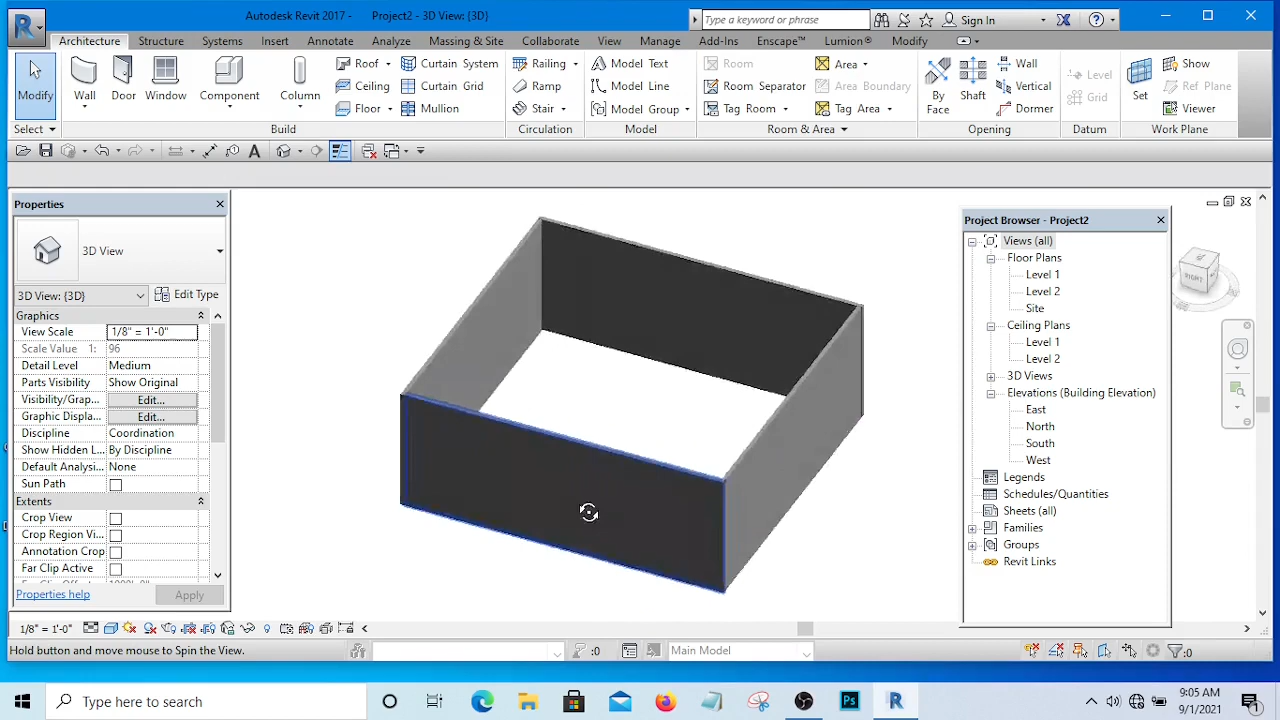 Autodesk Revit 2017 - Project2 - 3D View: {3D}
Type a keyword or phrase
Sign In
Architecture Structure Systems Insert Annotate Analyze Massing & Site Collaborate View Manage Add-Ins Enscape™ Lumion® Modify
Modify
Wall
Door
Window
Component
Column
Roof
Ceiling
Floor
Curtain System
Curtain Grid
Mullion
Railing
Ramp
Stair
Model Text
Model Line
Model Group
Room
Room Separator
Tag Room
Area
Area Boundary
Tag Area
By Face
Shaft
Wall
Vertical
Dormer
Level
Grid
Set
Show
Ref Plane
Viewer
Select
Build
Circulation
Model
Room & Area
Opening
Datum
Work Plane
Properties
3D View
3D View: {3D}
Edit Type
Graphics
View Scale 1/8" = 1'-0"
Scale Value 1: 96
Detail Level Medium
Parts Visibility Show Original
Visibility/Grap... Edit...
Graphic Displa... Edit...
Discipline Coordination
Show Hidden L... By Discipline
Default Analysi... None
Sun Path
Extents
Crop View
Crop Region Vi...
Annotation Crop
Far Clip Active
Properties help
Apply
Project Browser - Project2
Views (all)
Floor Plans
Level 1
Level 2
Site
Ceiling Plans
Level 1
Level 2
3D Views
Elevations (Building Elevation)
East
North
South
West
Legends
Schedules/Quantities
Sheets (all)
Families
Groups
Revit Links
RIGHT
1/8" = 1'-0"
Hold button and move mouse to Spin the View.
:0
Main Model
:0
Type here to search
9:05 AM
9/1/2021